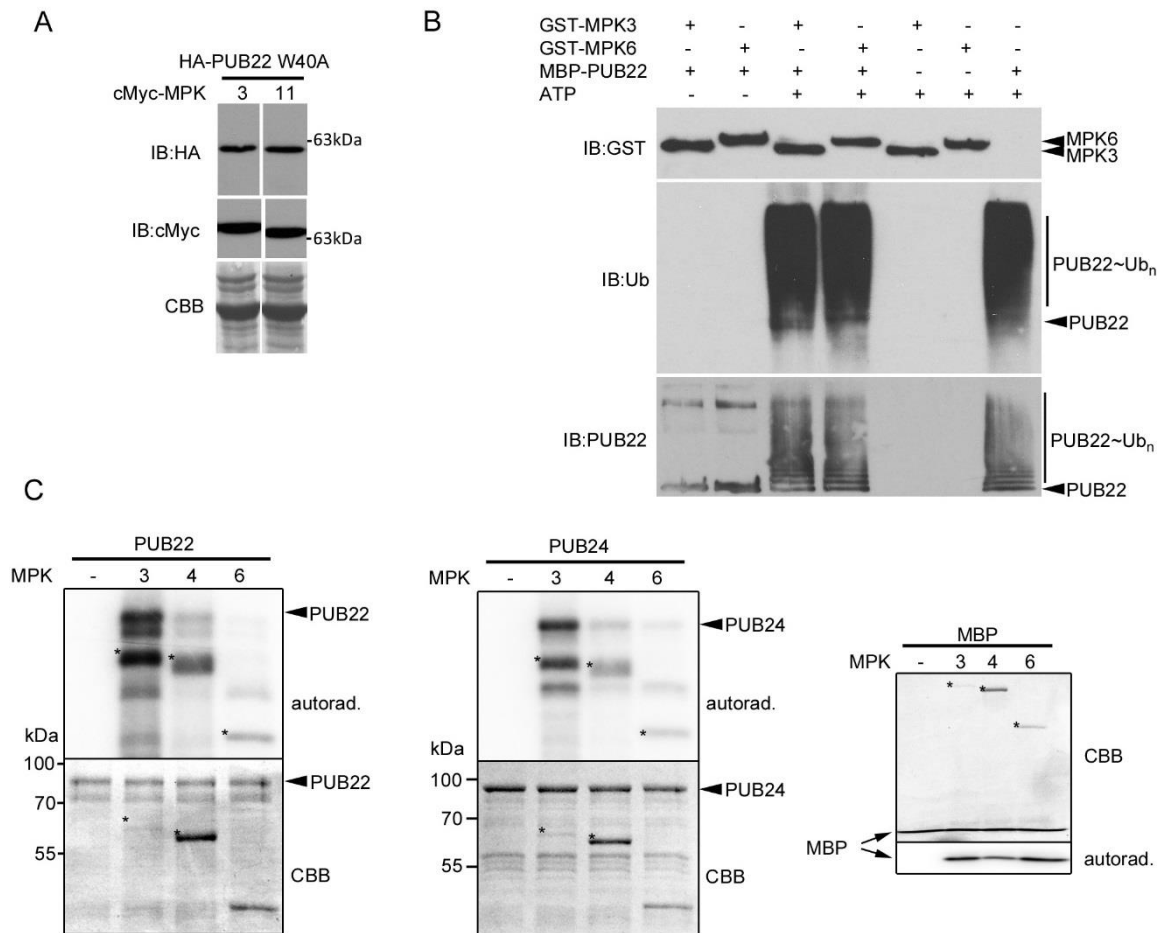 A
HA-PUB22 W40A
cMyc-MPK 3 11
IB:HA -63kDa
IB:cMyc -63kDa
CBB
B
GST-MPK3 + - + - + - -
GST-MPK6 - + - + - + -
MBP-PUB22 + + + + - - +
ATP - - + + + + +
IB:GST MPK6
MPK3
IB:Ub PUB22~Ubn
PUB22
IB:PUB22 PUB22~Ubn
PUB22
C
PUB22
MPK - 3 4 6
PUB22
* * *
autorad.
kDa
100 PUB22
70
* *
55
CBB
PUB24
MPK - 3 4 6
PUB24
* * *
autorad.
kDa
100 PUB24
70
* *
55
CBB
MBP
MPK - 3 4 6
* * *
CBB
MBP
autorad.